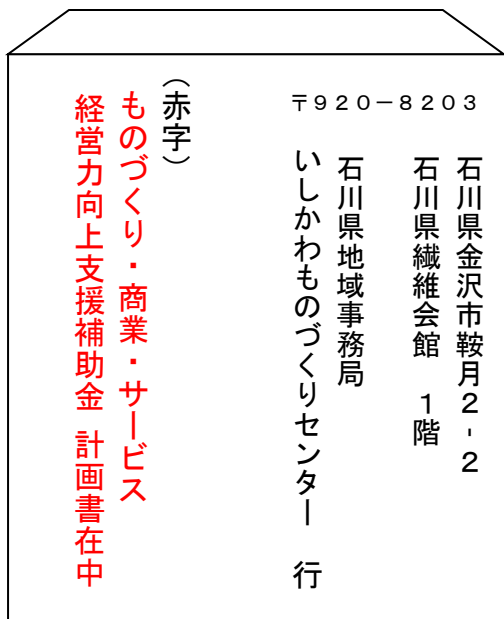 〒９２０－８２０３
石川県金沢市鞍月２-２
石川県繊維会館　１階
石川県地域事務局
いしかわものづくりセンター　行
（赤字）
ものづくり・商業・サービス
経営力向上支援補助金 計画書在中